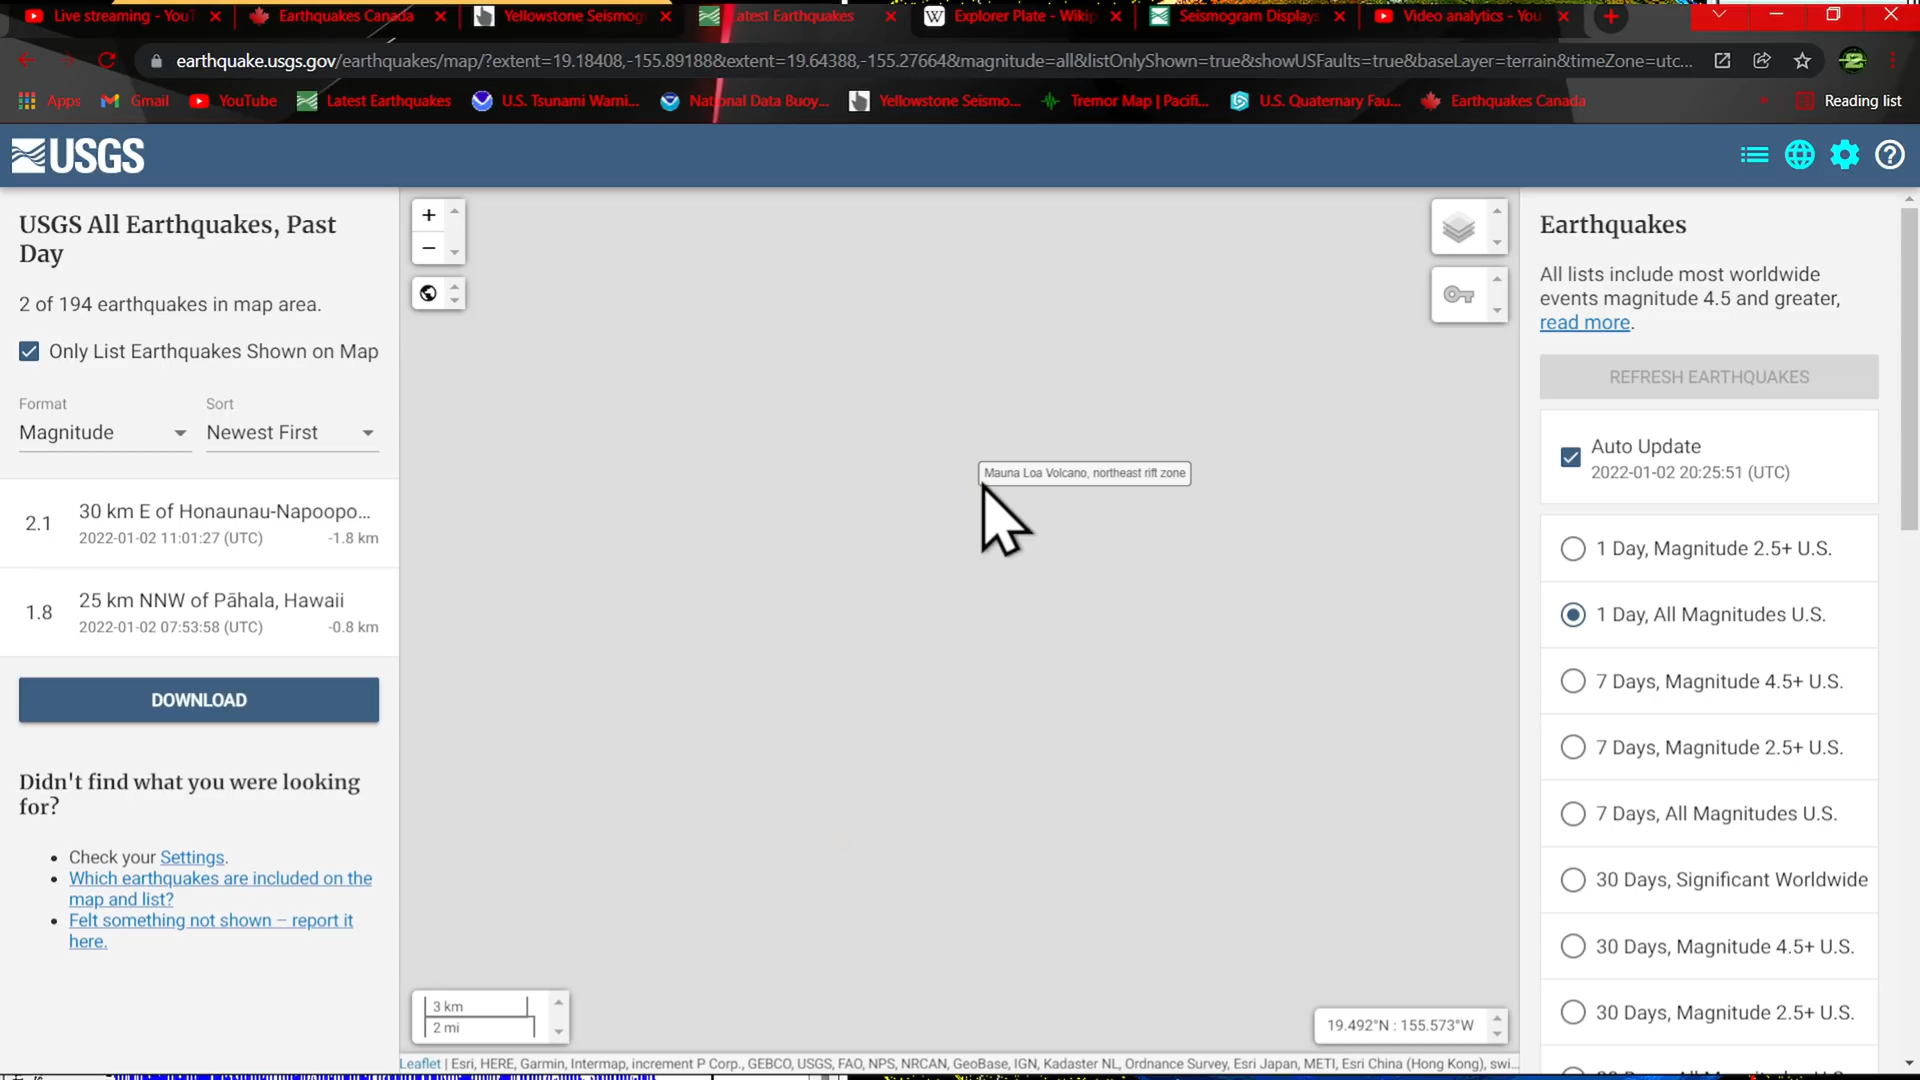 Live streaming - YouT
Earthquakes Canada
Yellowstone Seismog
atest Earthquakes
Explorer Plate - Wikip
Seismogram Displays
Video analytics - You
earthquake.usgs.gov/earthquakes/map/?extent=19.18408,-155.89188&extent=19.64388,-155.27664&magnitude=all&listOnlyShown=true&showUSFaults=true&baseLayer=terrain&timeZone=utc...
Apps
Gmail
YouTube
Latest Earthquakes
U.S. Tsunami Warni...
National Data Buoy...
Yellowstone Seismo...
Tremor Map | Pacifi...
U.S. Quaternary Fau...
Earthquakes Canada
Reading list
USGS
USGS All Earthquakes, Past
Day
2 of 194 earthquakes in map area.
Only List Earthquakes Shown on Map
Format
Sort
Magnitude
Newest First
2.1
30 km E of Honaunau-Napoopo...
2022-01-02 11:01:27 (UTC)
-1.8 km
1.8
25 km NNW of Pāhala, Hawaii
2022-01-02 07:53:58 (UTC)
-0.8 km
DOWNLOAD
Didn't find what you were looking
for?
Check your Settings.
Which earthquakes are included on the
map and list?
Felt something not shown – report it
here.
+
−
Mauna Loa Volcano, northeast rift zone
3 km
2 mi
19.492°N : 155.573°W
Leaflet | Esri, HERE, Garmin, Intermap, increment P Corp., GEBCO, USGS, FAO, NPS, NRCAN, GeoBase, IGN, Kadaster NL, Ordnance Survey, Esri Japan, METI, Esri China (Hong Kong), swi...
Earthquakes
All lists include most worldwide
events magnitude 4.5 and greater,
read more.
REFRESH EARTHQUAKES
Auto Update
2022-01-02 20:25:51 (UTC)
1 Day, Magnitude 2.5+ U.S.
1 Day, All Magnitudes U.S.
7 Days, Magnitude 4.5+ U.S.
7 Days, Magnitude 2.5+ U.S.
7 Days, All Magnitudes U.S.
30 Days, Significant Worldwide
30 Days, Magnitude 4.5+ U.S.
30 Days, Magnitude 2.5+ U.S.